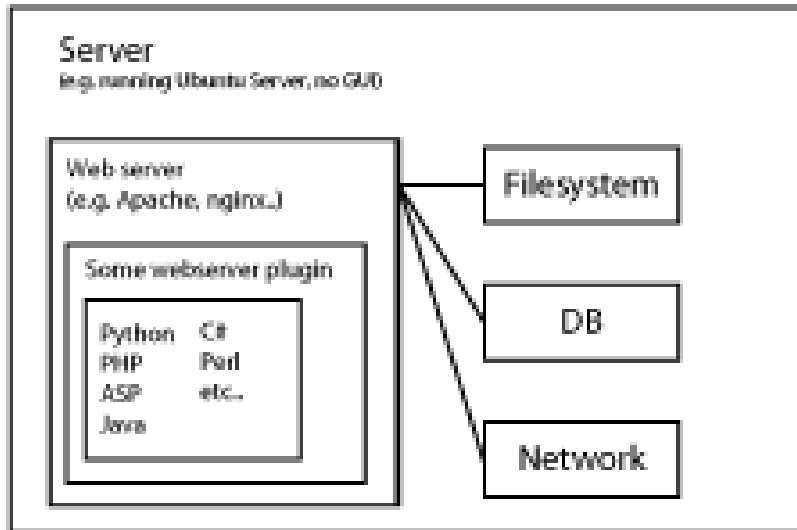 Server
(e.g. running Ubuntu Server, no GUI)
Web server
(e.g. Apache, nginx..)
Some webserver plugin
Python C#
PHP Perl
ASP etc..
Java
Filesystem
DB
Network